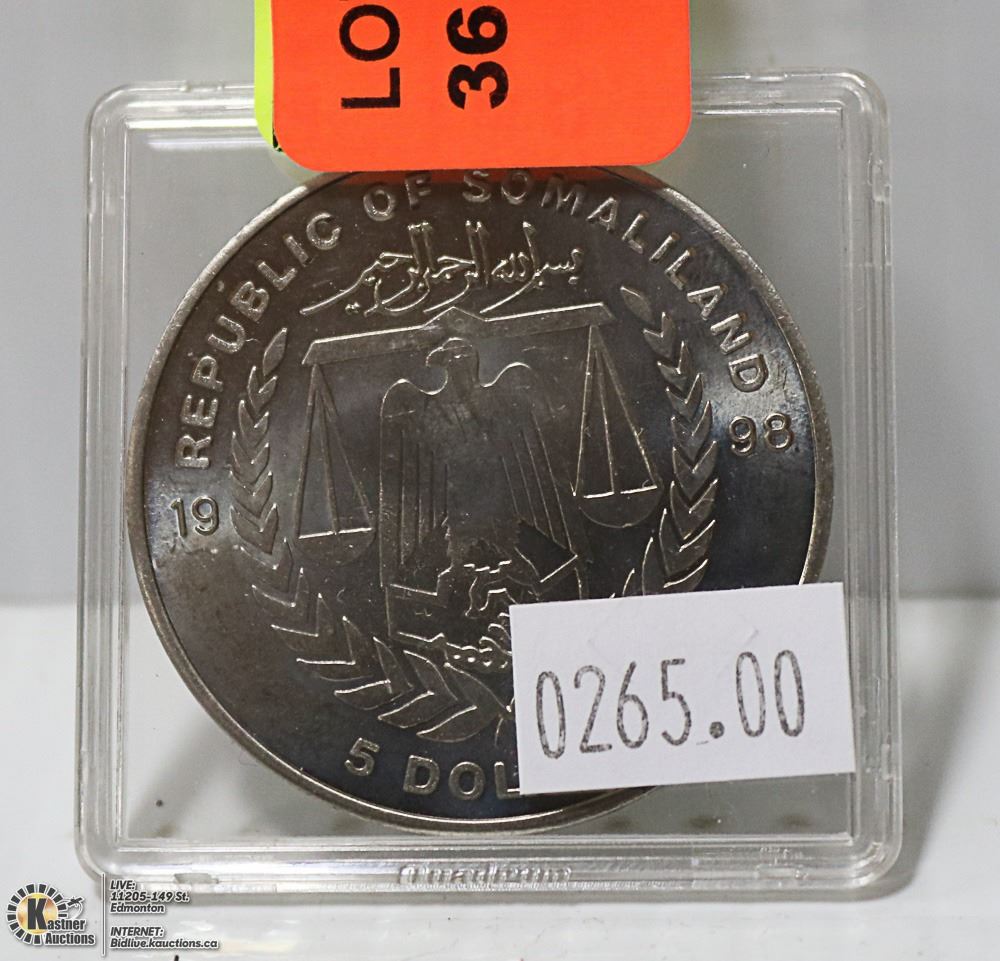 LO
36
REPUBLIC OF SOMALILAND
بسم الله الرحمن الرحيم
19 98
5 DOL
0265.00
Quadrum
Kastner
Auctions
LIVE:
11205-149 St.
Edmonton
INTERNET:
Bidlive.kauctions.ca